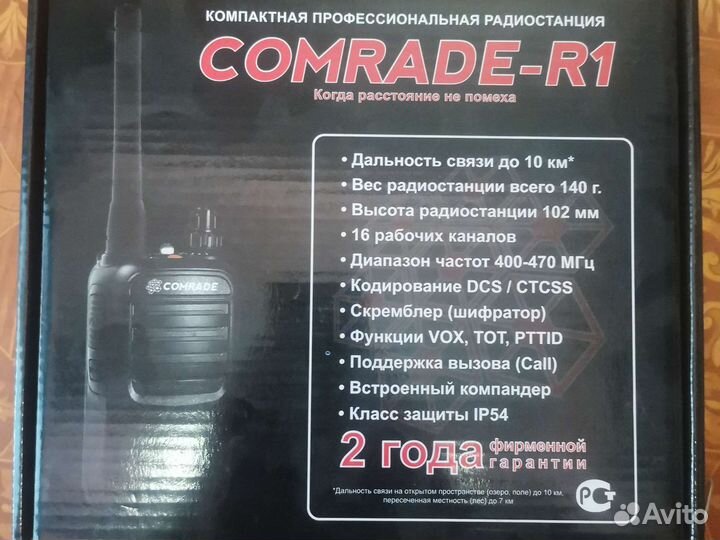 КОМПАКТНАЯ ПРОФЕССИОНАЛЬНАЯ РАДИОСТАНЦИЯ
COMRADE-R1
Когда расстояние не помеха
• Дальность связи до 10 км*
• Вес радиостанции всего 140 г.
• Высота радиостанции 102 мм
• 16 рабочих каналов
• Диапазон частот 400-470 МГц
• Кодирование DCS / CTCSS
• Скремблер (шифратор)
• Функции VOX, TOT, PTTID
• Поддержка вызова (Call)
• Встроенный компандер
• Класс защиты IP54
2 года фирменной гарантии
*Дальность связи на открытом пространстве (озеро, поле) до 10 км,
пересеченная местность (лес) до 7 км
РСТ
COMRADE
Avito